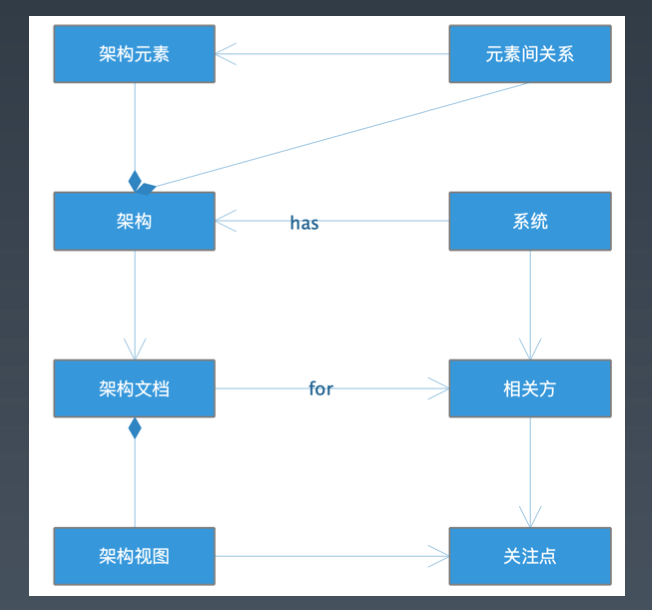 架构元素
元素间关系
架构
has
系统
架构文档
for
相关方
架构视图
关注点